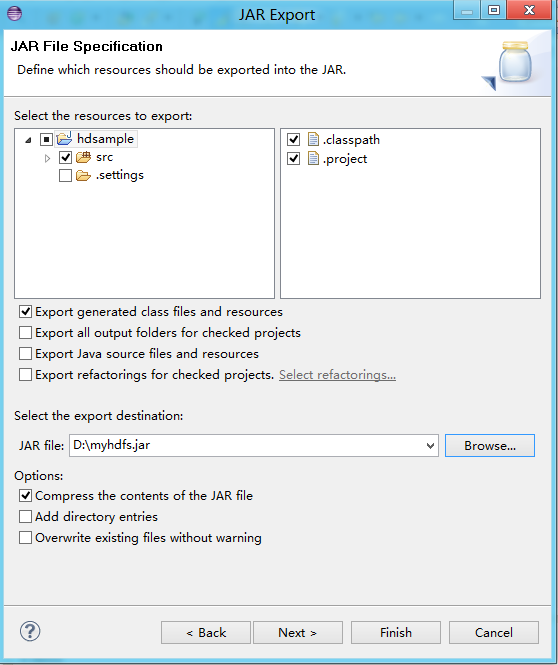 JAR Export
JAR File Specification
Define which resources should be exported into the JAR.
Select the resources to export:
hdsample
src
.settings
.classpath
.project
Export generated class files and resources
Export all output folders for checked projects
Export Java source files and resources
Export refactorings for checked projects. Select refactorings...
Select the export destination:
JAR file: D:\myhdfs.jar Browse...
Options:
Compress the contents of the JAR file
Add directory entries
Overwrite existing files without warning
? < Back Next > Finish Cancel